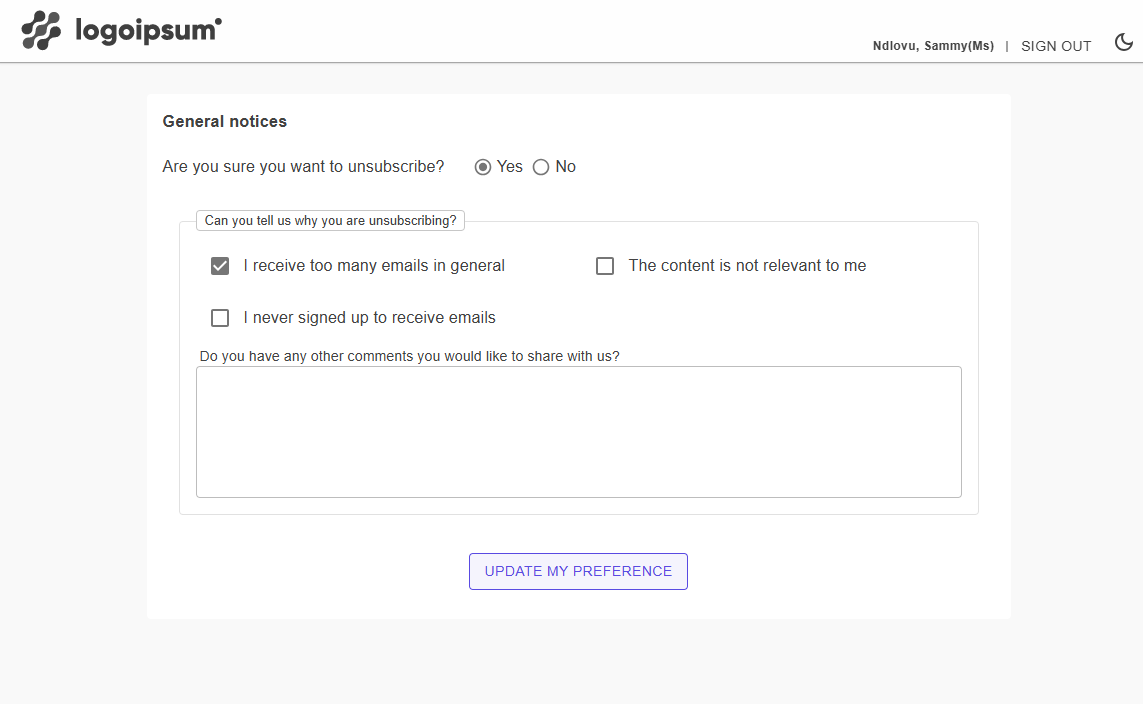 logoipsum
Ndlovu, Sammy(Ms) | SIGN OUT
General notices
Are you sure you want to unsubscribe? Yes No
Can you tell us why you are unsubscribing?
I receive too many emails in general The content is not relevant to me
I never signed up to receive emails
Do you have any other comments you would like to share with us?
UPDATE MY PREFERENCE